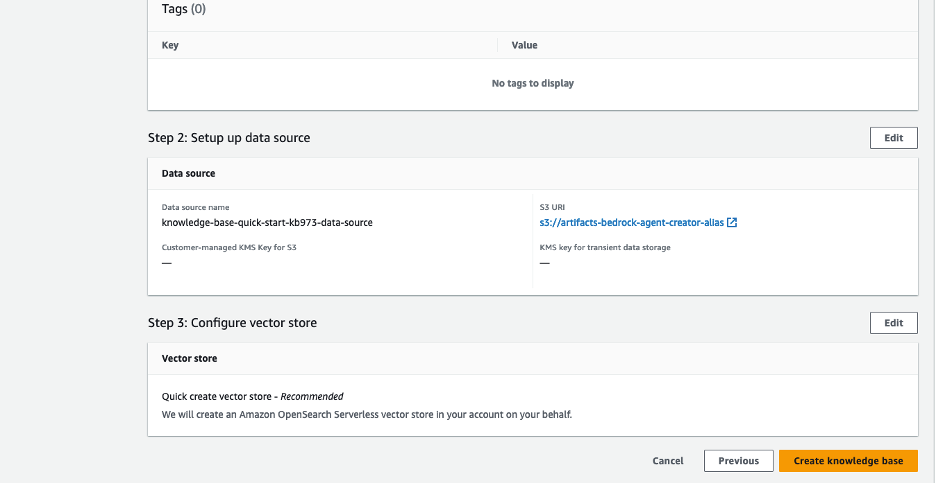 Tags (0)
Key Value
No tags to display
Step 2: Setup up data source Edit
Data source
Data source name S3 URI
knowledge-base-quick-start-kb973-data-source s3://artifacts-bedrock-agent-creator-alias
Customer-managed KMS Key for S3 KMS key for transient data storage
— —
Step 3: Configure vector store Edit
Vector store
Quick create vector store - Recommended
We will create an Amazon OpenSearch Serverless vector store in your account on your behalf.
Cancel Previous Create knowledge base